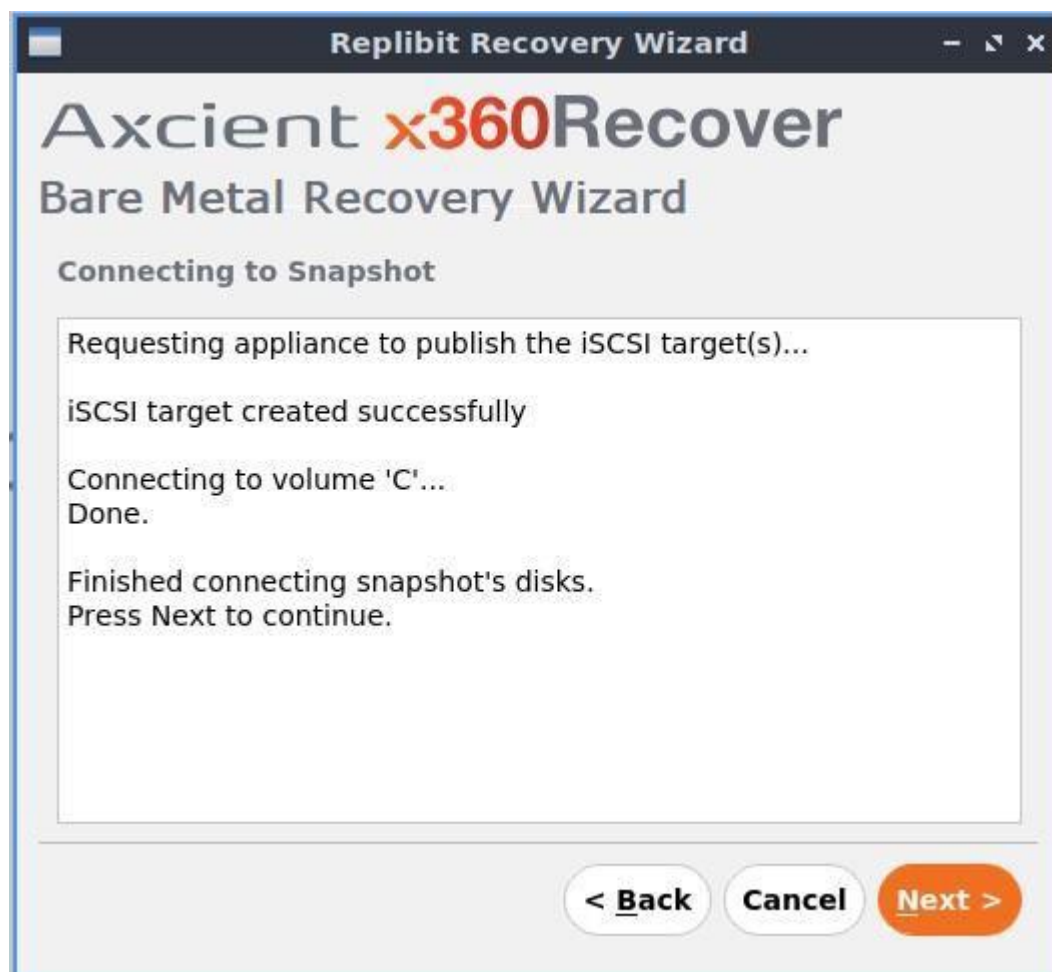 Replibit Recovery Wizard
Axcient x360Recover
Bare Metal Recovery Wizard
Connecting to Snapshot
Requesting appliance to publish the iSCSI target(s)...
iSCSI target created successfully
Connecting to volume 'C'...
Done.
Finished connecting snapshot's disks.
Press Next to continue.
< Back Cancel Next >